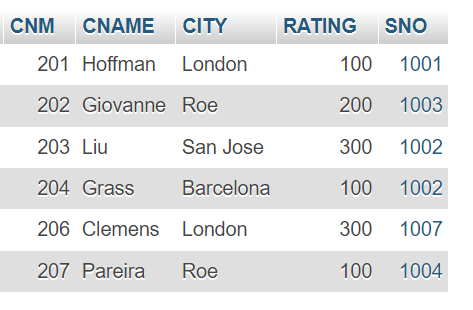 CNM CNAME CITY RATING SNO
201 Hoffman London 100 1001
202 Giovanne Roe 200 1003
203 Liu San Jose 300 1002
204 Grass Barcelona 100 1002
206 Clemens London 300 1007
207 Pareira Roe 100 1004